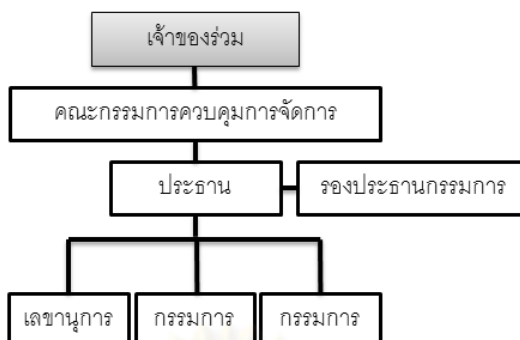 เจ้าของร่วม
คณะกรรมการควบคุมการจัดการ
ประธาน
รองประธานกรรมการ
เลขานุการ
กรรมการ
กรรมการ